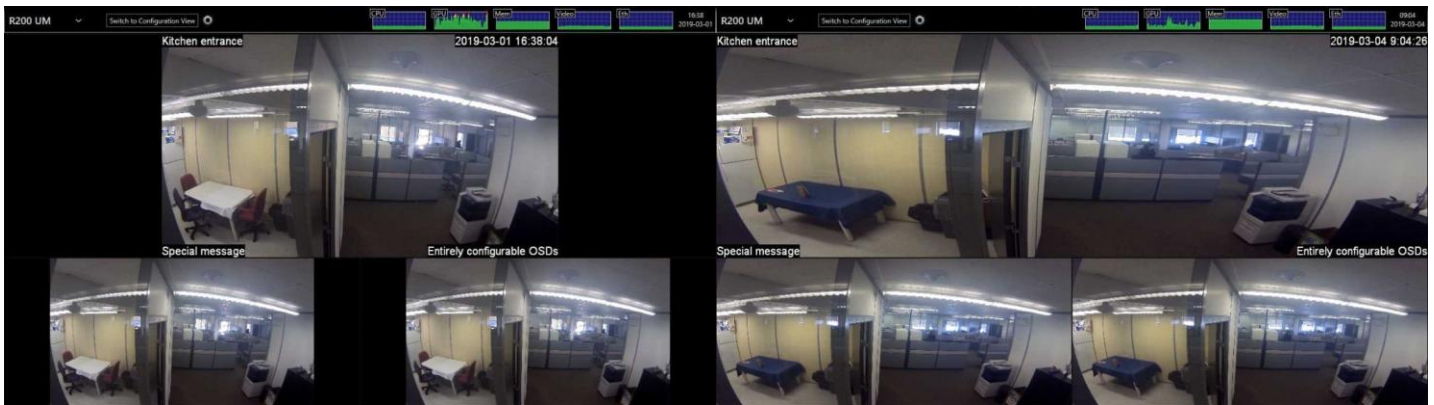 R200 UM
Switch to Configuration View
CPU
GPU
Mem
Video
Eth
16:38
2019-03-01
Kitchen entrance
2019-03-01 16:38:04
Special message
Entirely configurable OSDs
R200 UM
Switch to Configuration View
CPU
GPU
Mem
Video
Eth
09:04
2019-03-04
Kitchen entrance
2019-03-04 9:04:26
Special message
Entirely configurable OSDs